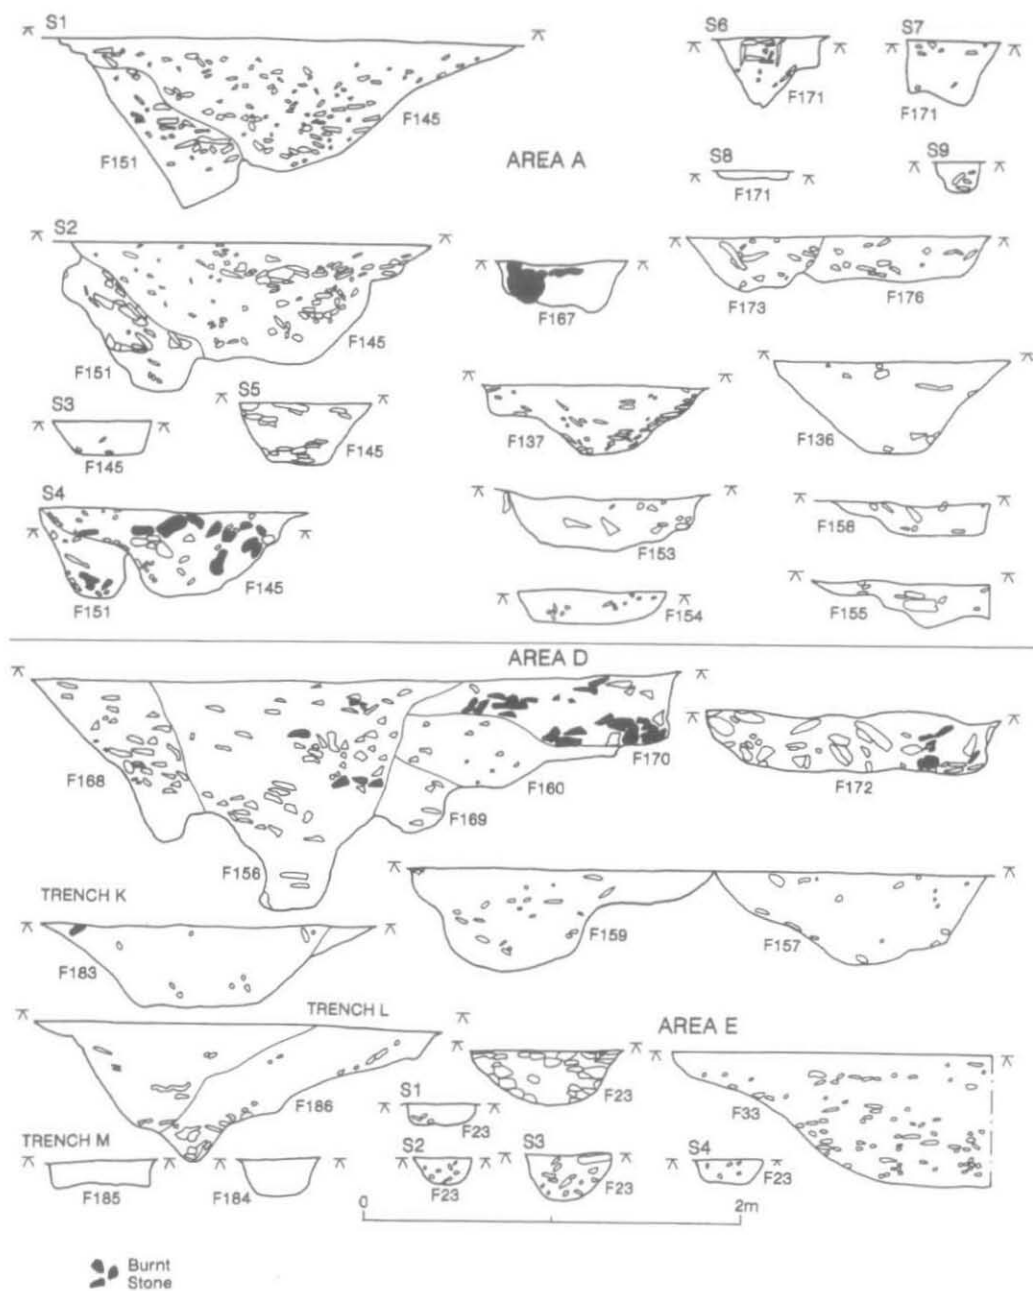 S1
S6
S7
F151
F145
F171
F171
AREA A
S8
F171
S9
S2
F151
F145
F167
F173
F176
S3
F145
S5
F145
F137
F136
S4
F151
F145
F153
F158
F154
F155
AREA D
F168
F156
F169
F160
F170
F172
TRENCH K
F183
F159
F157
TRENCH L
F186
AREA E
F23
F33
S1
F23
TRENCH M
F185
F184
S2
F23
S3
F23
S4
F23
0
2m
Burnt
Stone